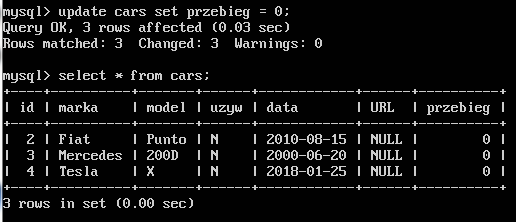 mysql> update cars set przebieg = 0;
Query OK, 3 rows affected (0.03 sec)
Rows matched: 3  Changed: 3  Warnings: 0

mysql> select * from cars;
+----+----------+-------+------+------------+------+----------+
| id | marka    | model | uzyw | data       | URL  | przebieg |
+----+----------+-------+------+------------+------+----------+
|  2 | Fiat     | Punto | N    | 2010-08-15 | NULL |        0 |
|  3 | Mercedes | 200D  | N    | 2000-06-20 | NULL |        0 |
|  4 | Tesla    | X     | N    | 2018-01-25 | NULL |        0 |
+----+----------+-------+------+------------+------+----------+
3 rows in set (0.00 sec)